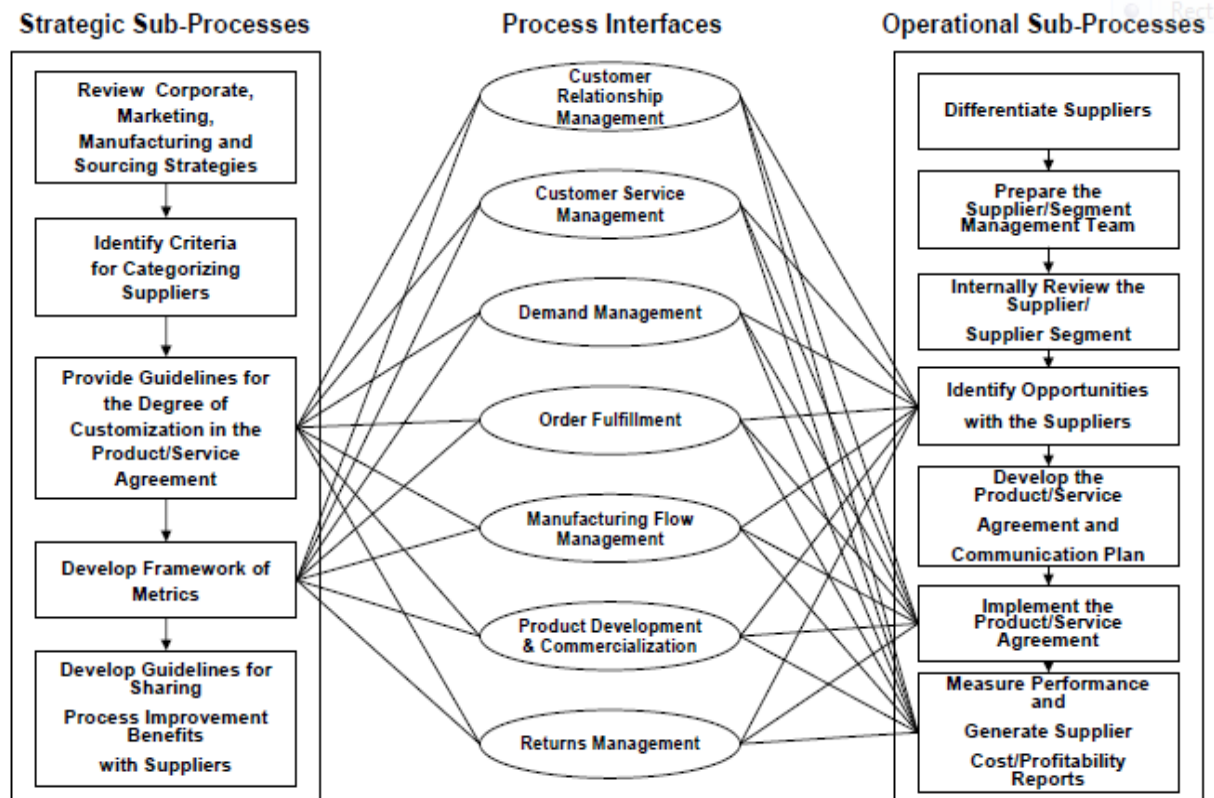 Rect
Strategic Sub-Processes
Process Interfaces
Operational Sub-Processes
Review Corporate,
Marketing,
Manufacturing and
Sourcing Strategies
Identify Criteria
for Categorizing
Suppliers
Provide Guidelines for
the Degree of
Customization in the
Product/Service
Agreement
Develop Framework of
Metrics
Develop Guidelines for
Sharing
Process Improvement
Benefits
with Suppliers
Customer
Relationship
Management
Customer Service
Management
Demand Management
Order Fulfillment
Manufacturing Flow
Management
Product Development
& Commercialization
Returns Management
Differentiate Suppliers
Prepare the
Supplier/Segment
Management Team
Internally Review the
Supplier/
Supplier Segment
Identify Opportunities
with the Suppliers
Develop the
Product/Service
Agreement and
Communication Plan
Implement the
Product/Service
Agreement
Measure Performance
and
Generate Supplier
Cost/Profitability
Reports